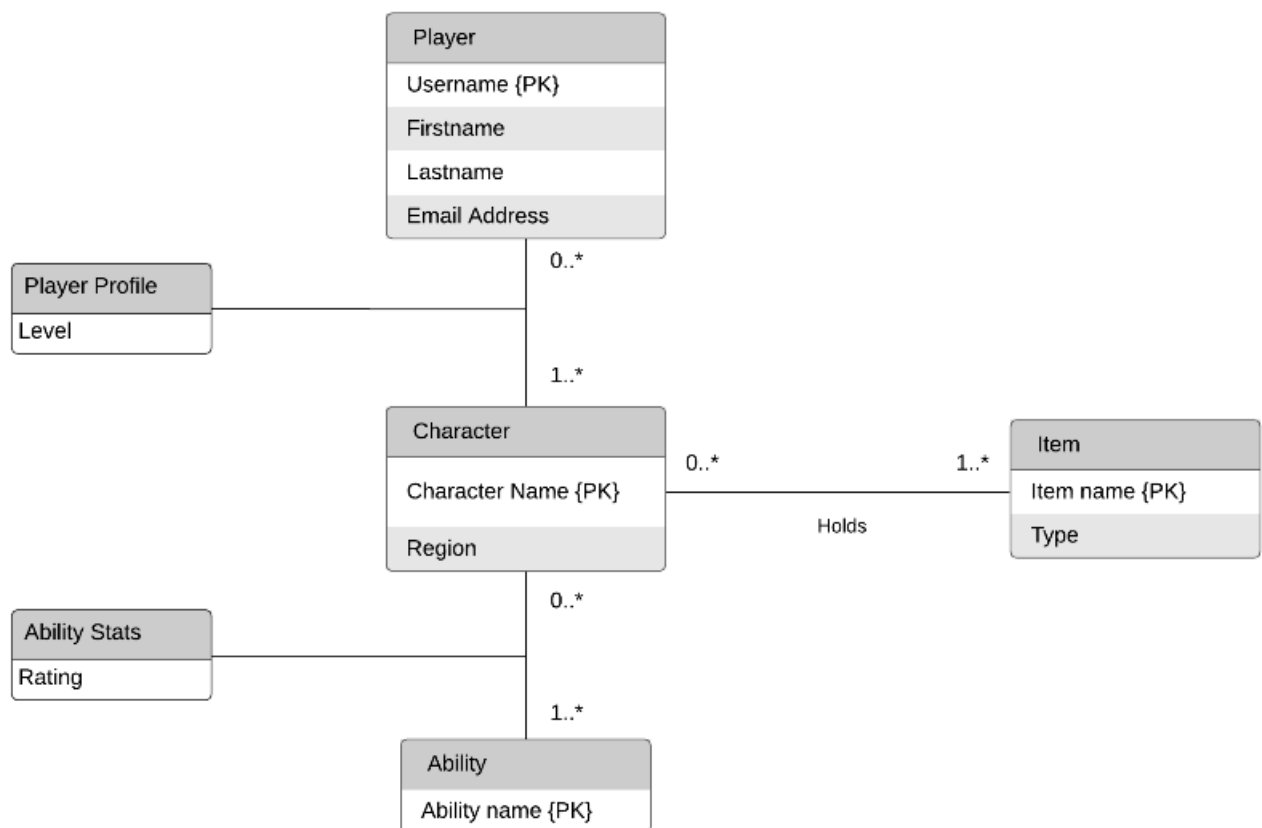 Player
Username {PK}
Firstname
Lastname
Email Address
0..*
Player Profile
Level
1..*
Character
Character Name {PK}
Region
0..*
1..*
Holds
Item
Item name {PK}
Type
0..*
Ability Stats
Rating
1..*
Ability
Ability name {PK}